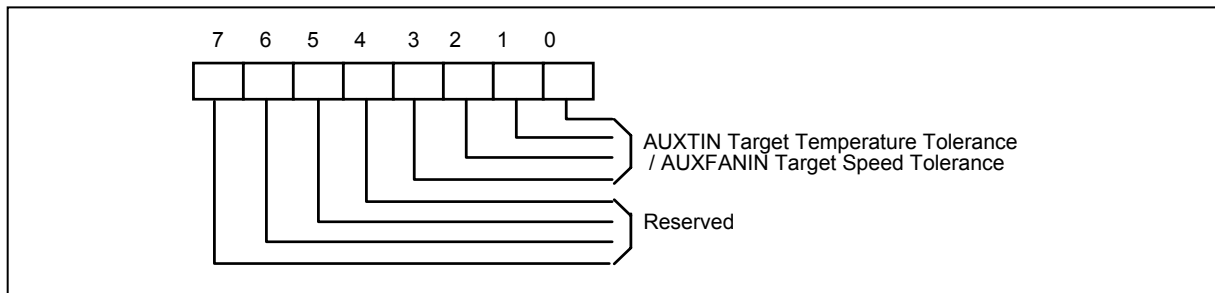 7 6 5 4 3 2 1 0
AUXTIN Target Temperature Tolerance
/ AUXFANIN Target Speed Tolerance
Reserved